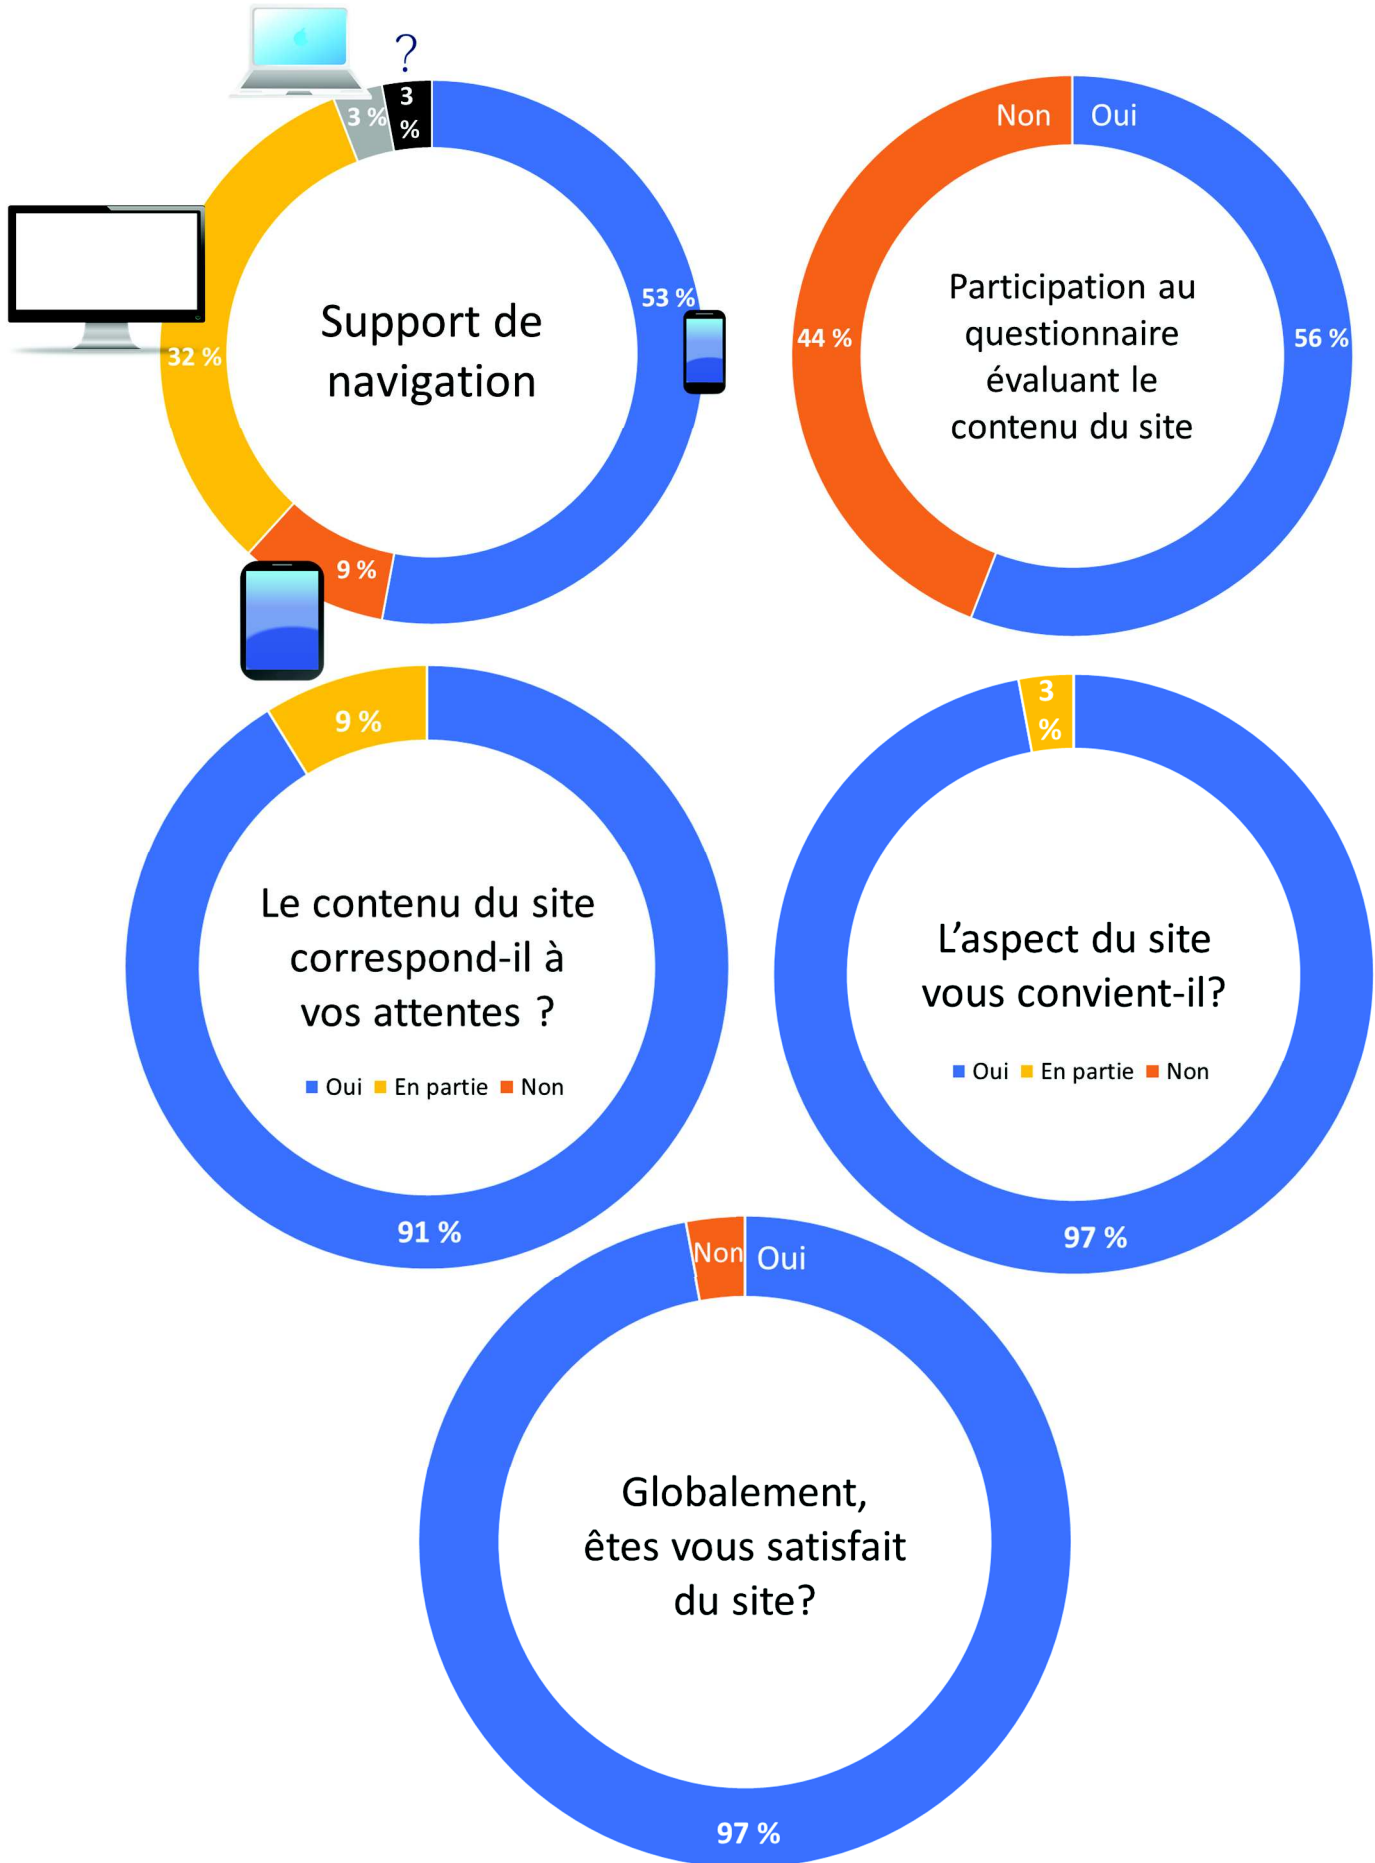 ?
3
%
3 %
53 %
32 %
9 %
Support de
navigation
Non
Oui
44 %
56 %
Participation au
questionnaire
évaluant le
contenu du site
9 %
Le contenu du site
correspond-il à
vos attentes ?
Oui En partie Non
91 %
3
%
L'aspect du site
vous convient-il?
Oui En partie Non
97 %
Non
Oui
Globalement,
êtes vous satisfait
du site?
97 %